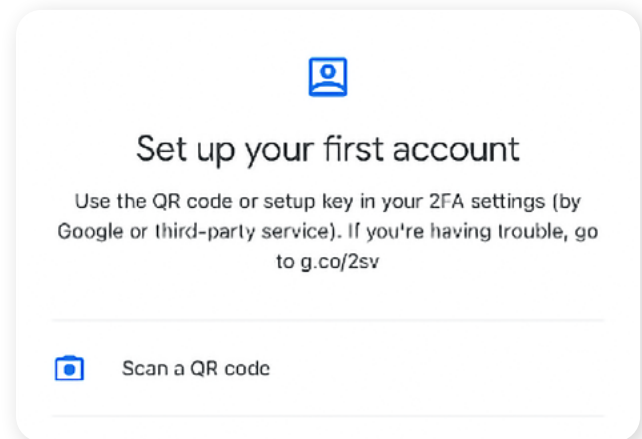 Set up your first account
Use the QR code or setup key in your 2FA settings (by
Google or third-party service). If you're having trouble, go
to g.co/2sv
Scan a QR code